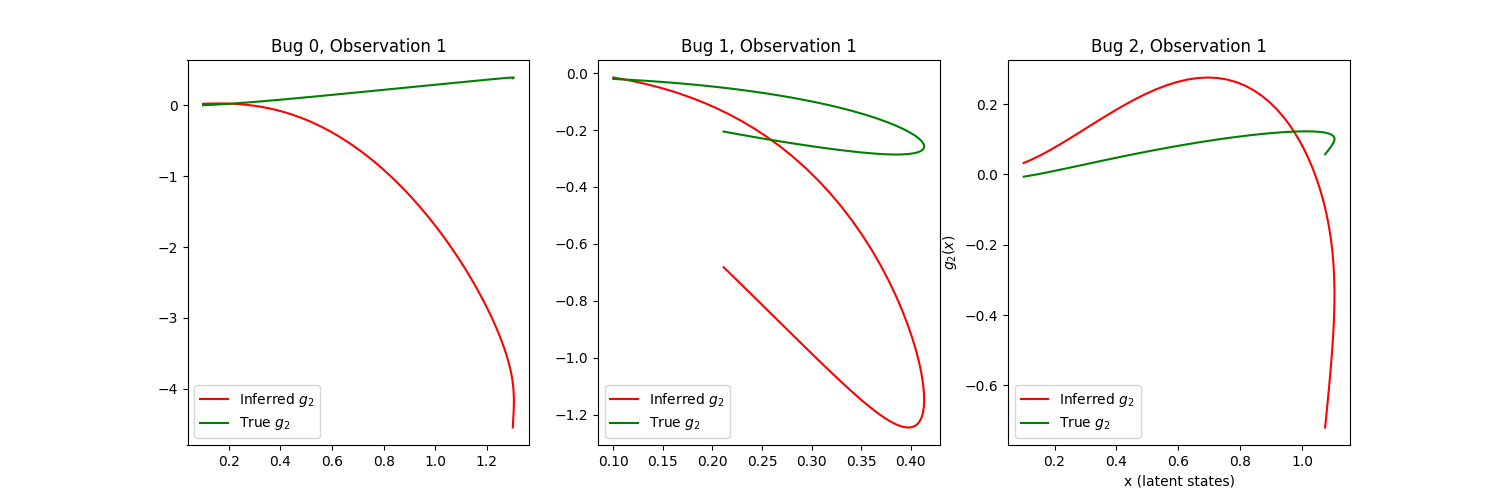 Bug 0, Observation 1
0
−1
−2
−3
−4
0.2 0.4 0.6 0.8 1.0 1.2
Inferred g₂
True g₂
Bug 1, Observation 1
0.0
−0.2
−0.4
−0.6
−0.8
−1.0
−1.2
0.10 0.15 0.20 0.25 0.30 0.35 0.40
Inferred g₂
True g₂
Bug 2, Observation 1
g₂(x)
0.2
0.0
−0.2
−0.4
−0.6
0.2 0.4 0.6 0.8 1.0
x (latent states)
Inferred g₂
True g₂